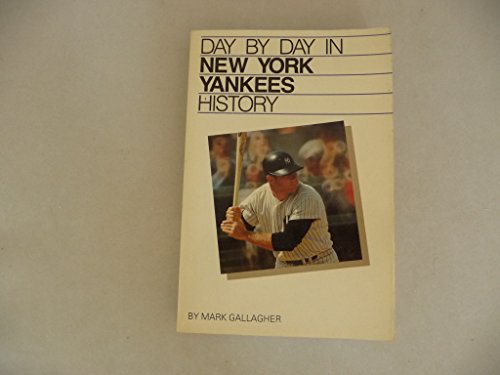 DAY BY DAY IN
NEW YORK
YANKEES
HISTORY
BY MARK GALLAGHER